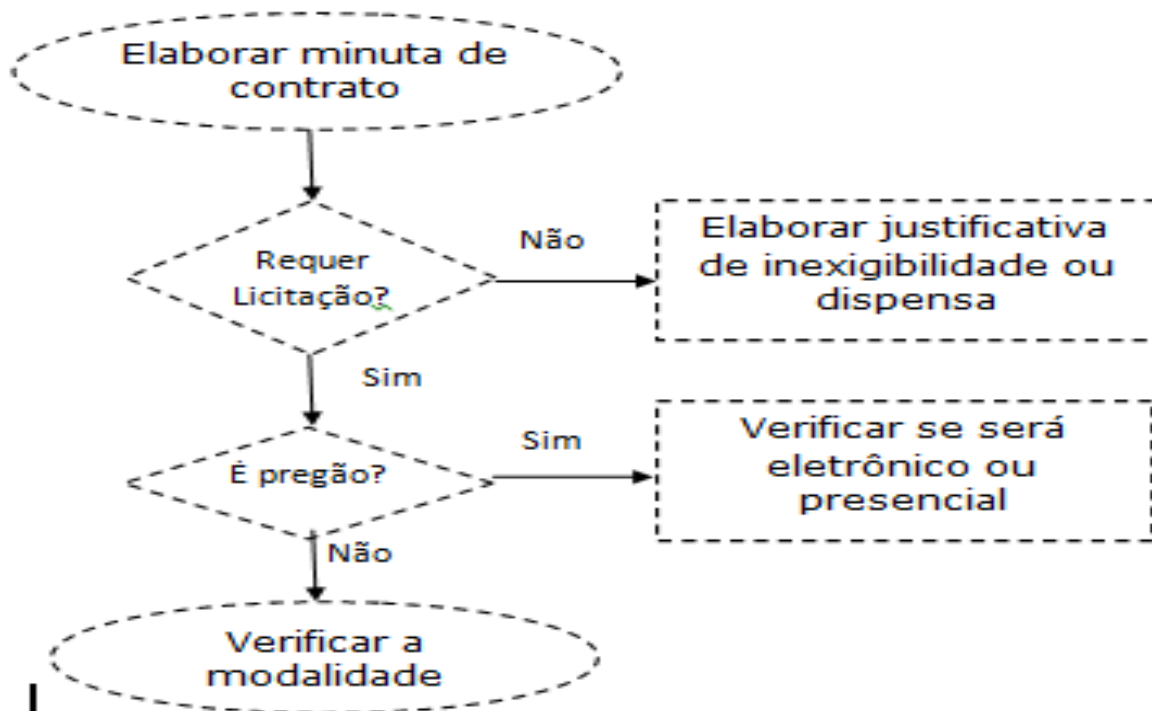 Elaborar minuta de
contrato
Requer
Licitação?
Não
Elaborar justificativa
de inexigibilidade ou
dispensa
Sim
É pregão?
Sim
Verificar se será
eletrônico ou
presencial
Não
Verificar a
modalidade